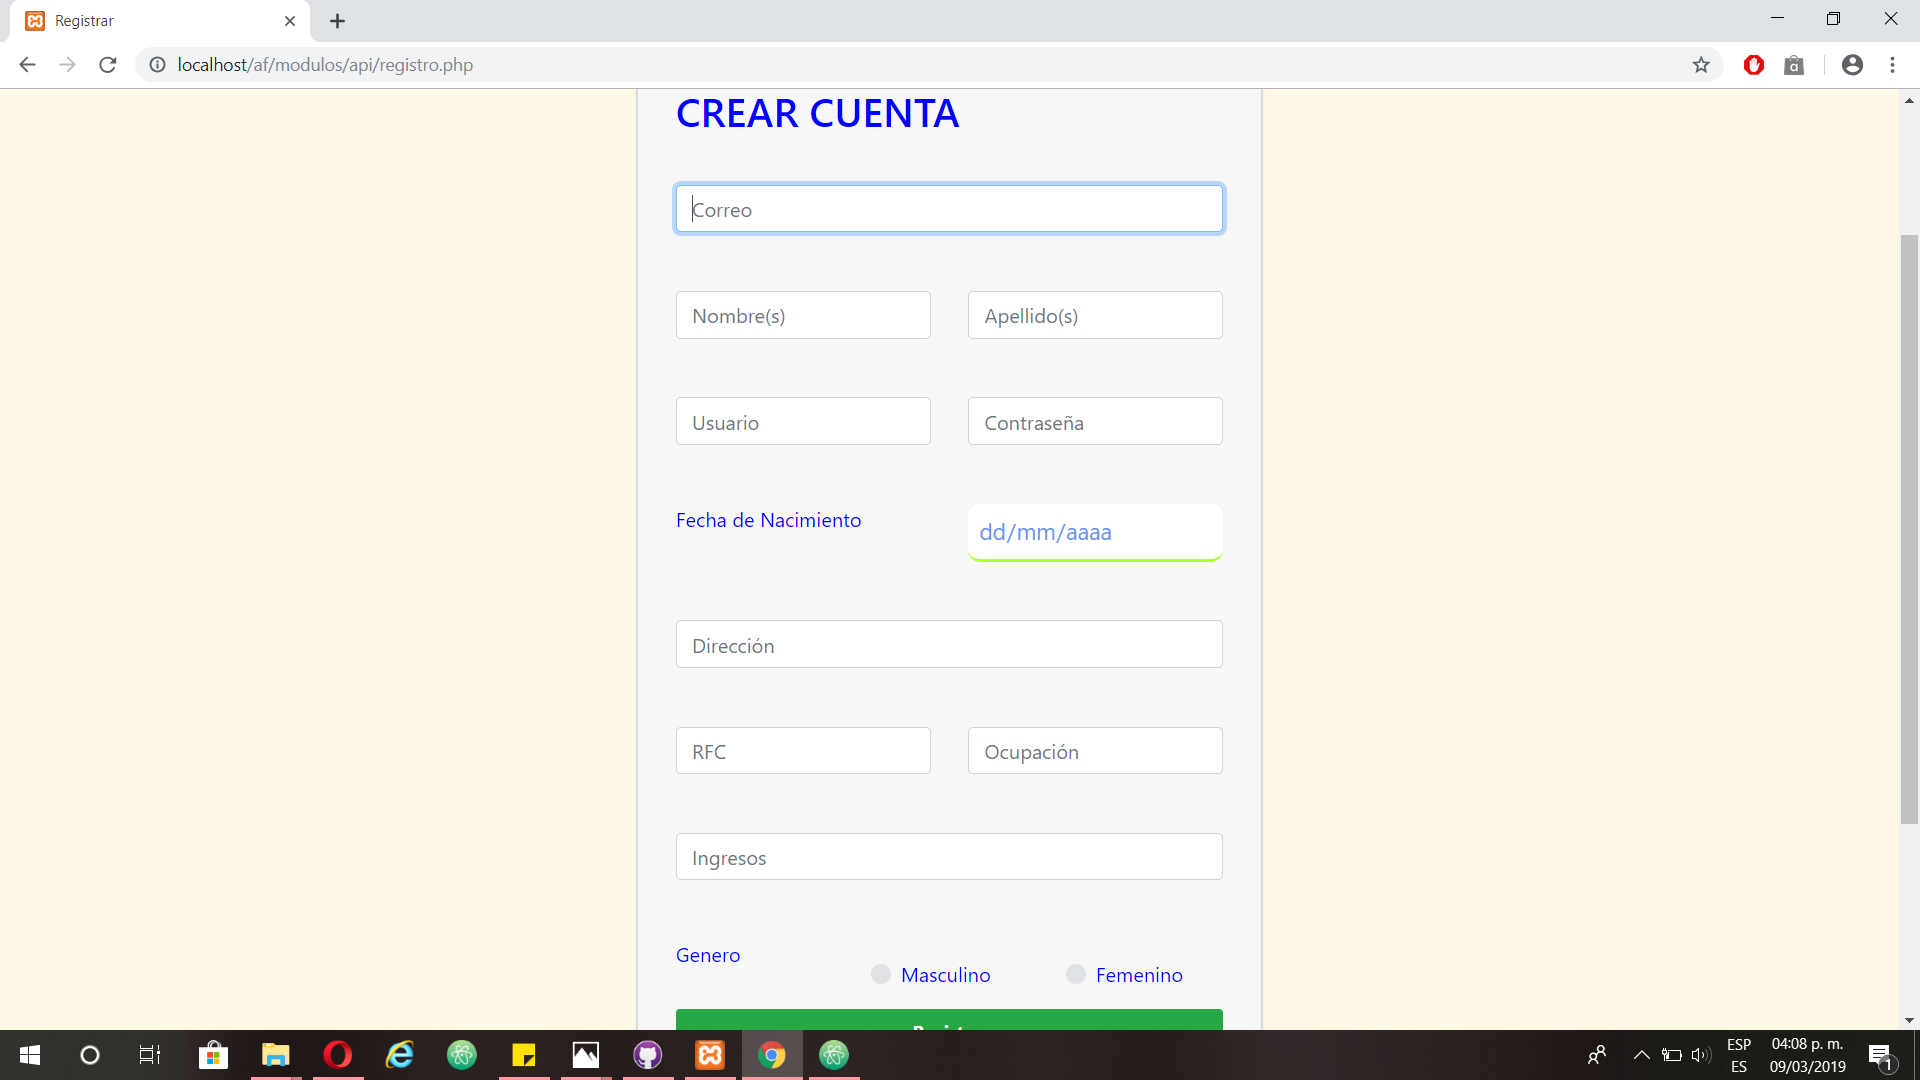 Registrar
localhost/af/modulos/api/registro.php
CREAR CUENTA
Correo
Nombre(s) Apellido(s)
Usuario Contraseña
Fecha de Nacimiento dd/mm/aaaa
Dirección
RFC Ocupación
Ingresos
Genero
Masculino Femenino
ESP 04:08 p. m.
ES 09/03/2019 1